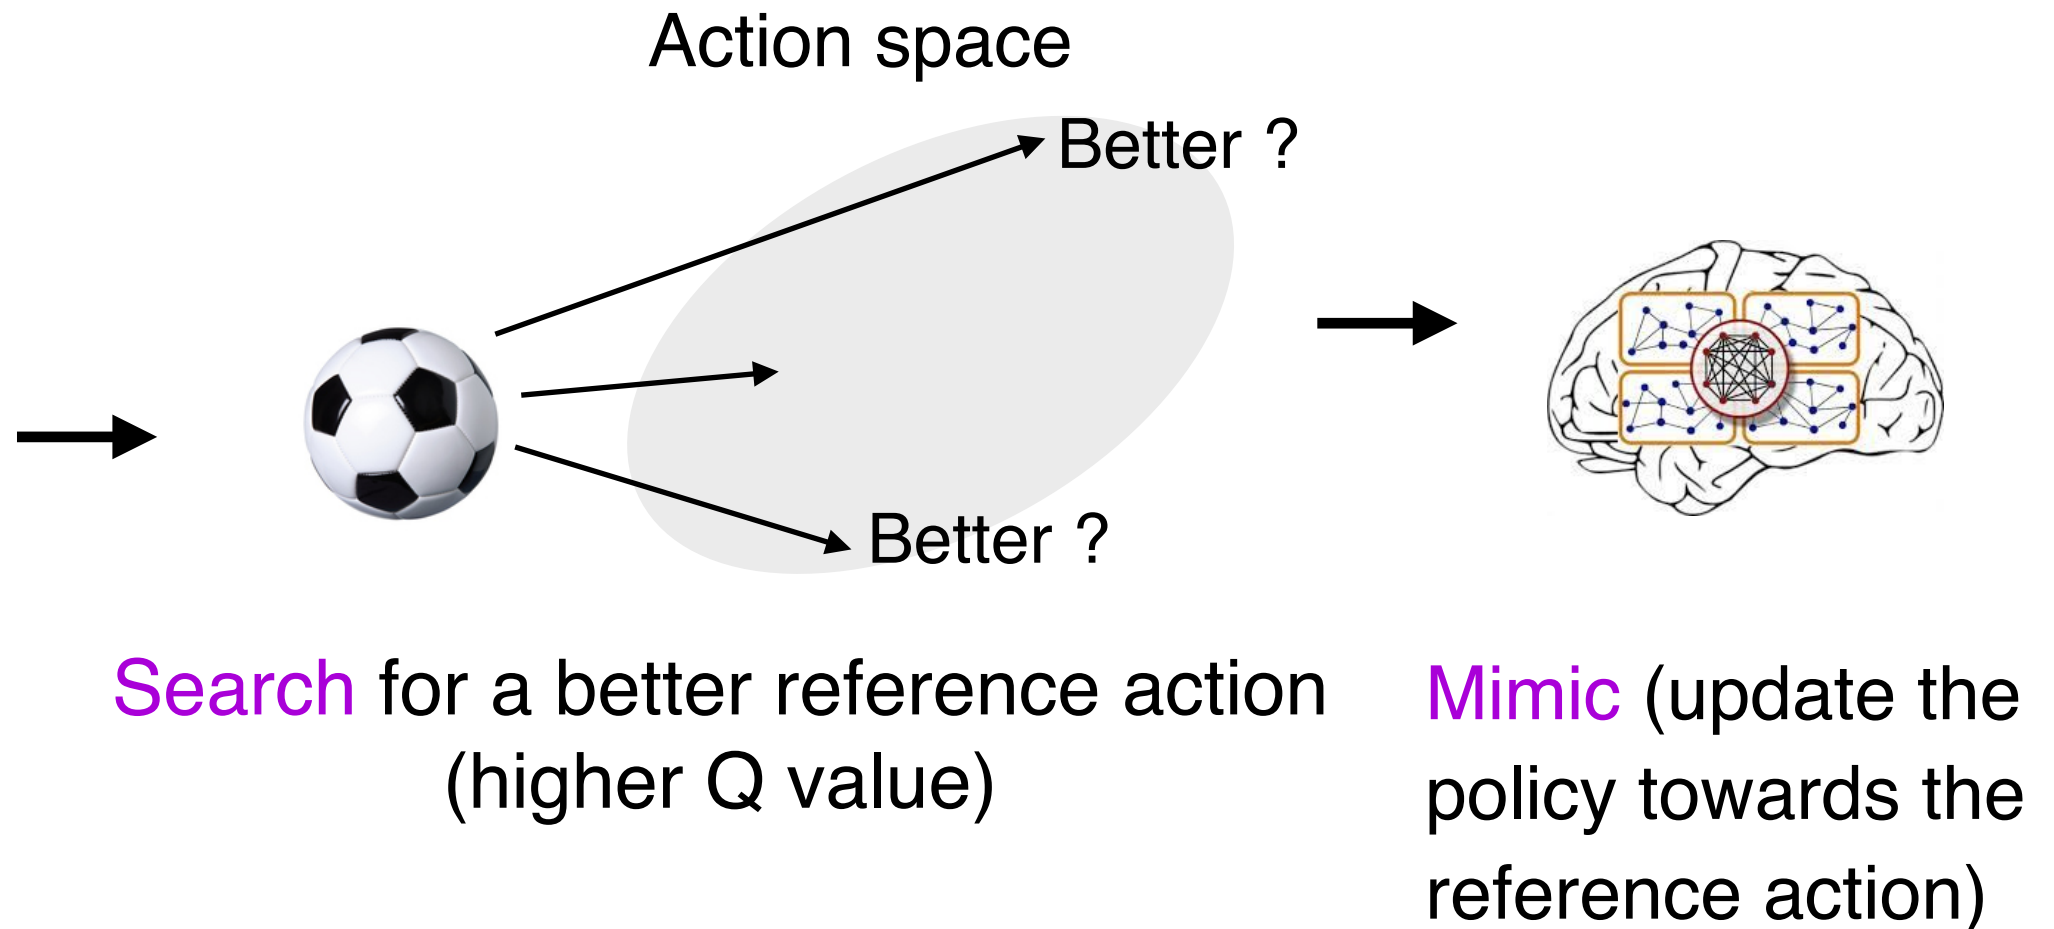 Action space
Better ?
Better ?
Search for a better reference action
(higher Q value)
Mimic (update the
policy towards the
reference action)